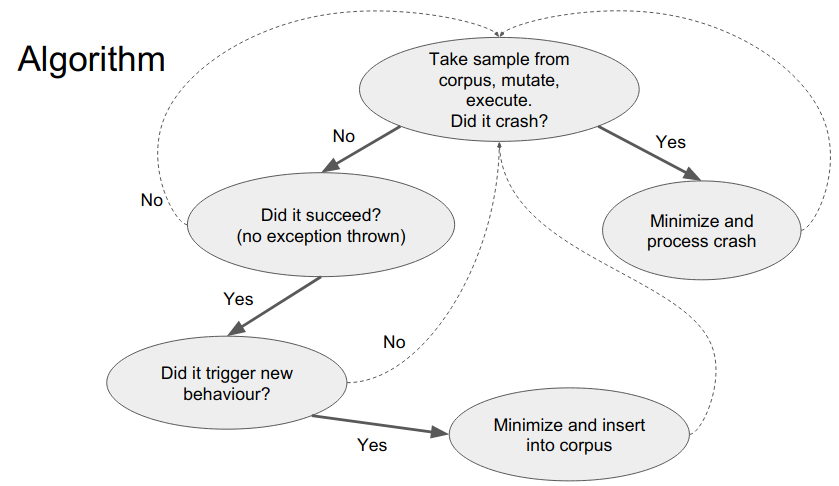 Algorithm
Take sample from
corpus, mutate,
execute.
Did it crash?
No
Yes
No
Did it succeed?
(no exception thrown)
Minimize and
process crash
Yes
No
Did it trigger new
behaviour?
Yes
Minimize and insert
into corpus